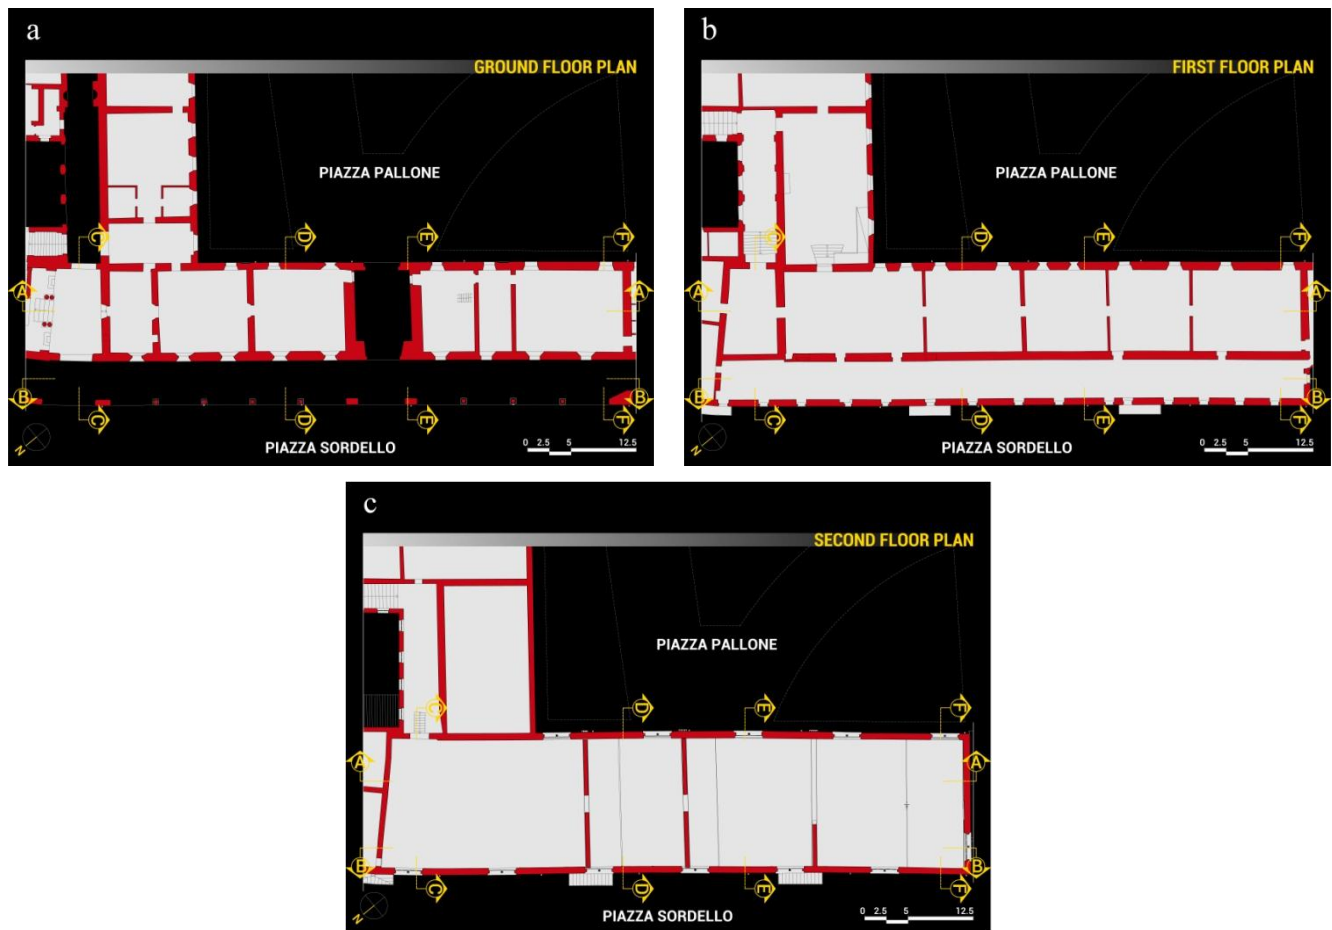 a
GROUND FLOOR PLAN
PIAZZA PALLONE
C D E F
A A
B B
C D E F
N
PIAZZA SORDELLO
0 2.5 5 12.5
b
FIRST FLOOR PLAN
PIAZZA PALLONE
C D E F
A A
B B
C D E F
N
PIAZZA SORDELLO
0 2.5 5 12.5
c
SECOND FLOOR PLAN
PIAZZA PALLONE
C D E F
A A
B B
C D E F
N
PIAZZA SORDELLO
0 2.5 5 12.5